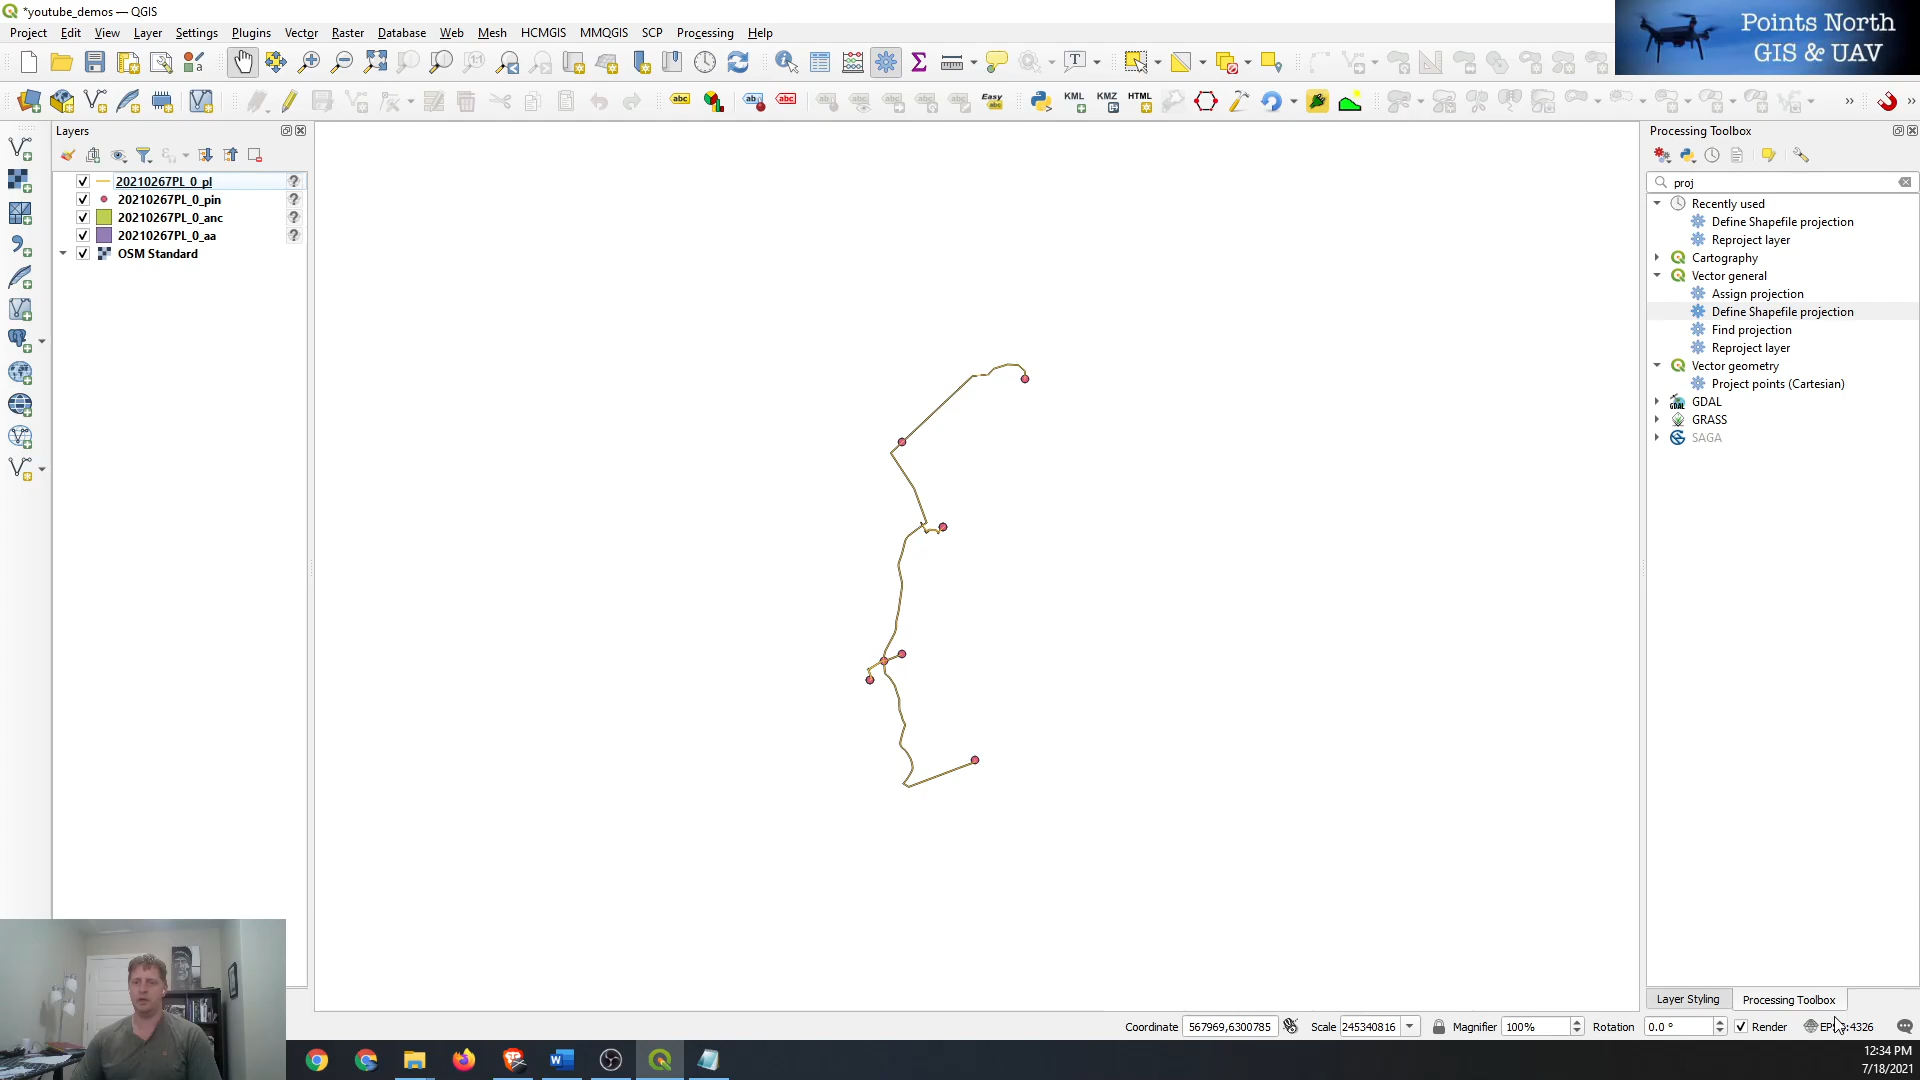 *youtube_demos — QGIS
Points North
GIS & UAV
Project Edit View Layer Settings Plugins Vector Raster Database Web Mesh HCMGIS MMQGIS SCP Processing Help
abc abc abc Easy KML KMZ HTML
Layers
20210267PL_0_pl
20210267PL_0_pin
20210267PL_0_anc
20210267PL_0_aa
OSM Standard
Processing Toolbox
proj
Recently used
Define Shapefile projection
Reproject layer
Cartography
Vector general
Assign projection
Define Shapefile projection
Find projection
Reproject layer
Vector geometry
Project points (Cartesian)
GDAL
GRASS
SAGA
Layer Styling Processing Toolbox
Coordinate 567969,6300785 Scale 245340816 Magnifier 100% Rotation 0.0 ° Render :4326
12:34 PM
7/18/2021